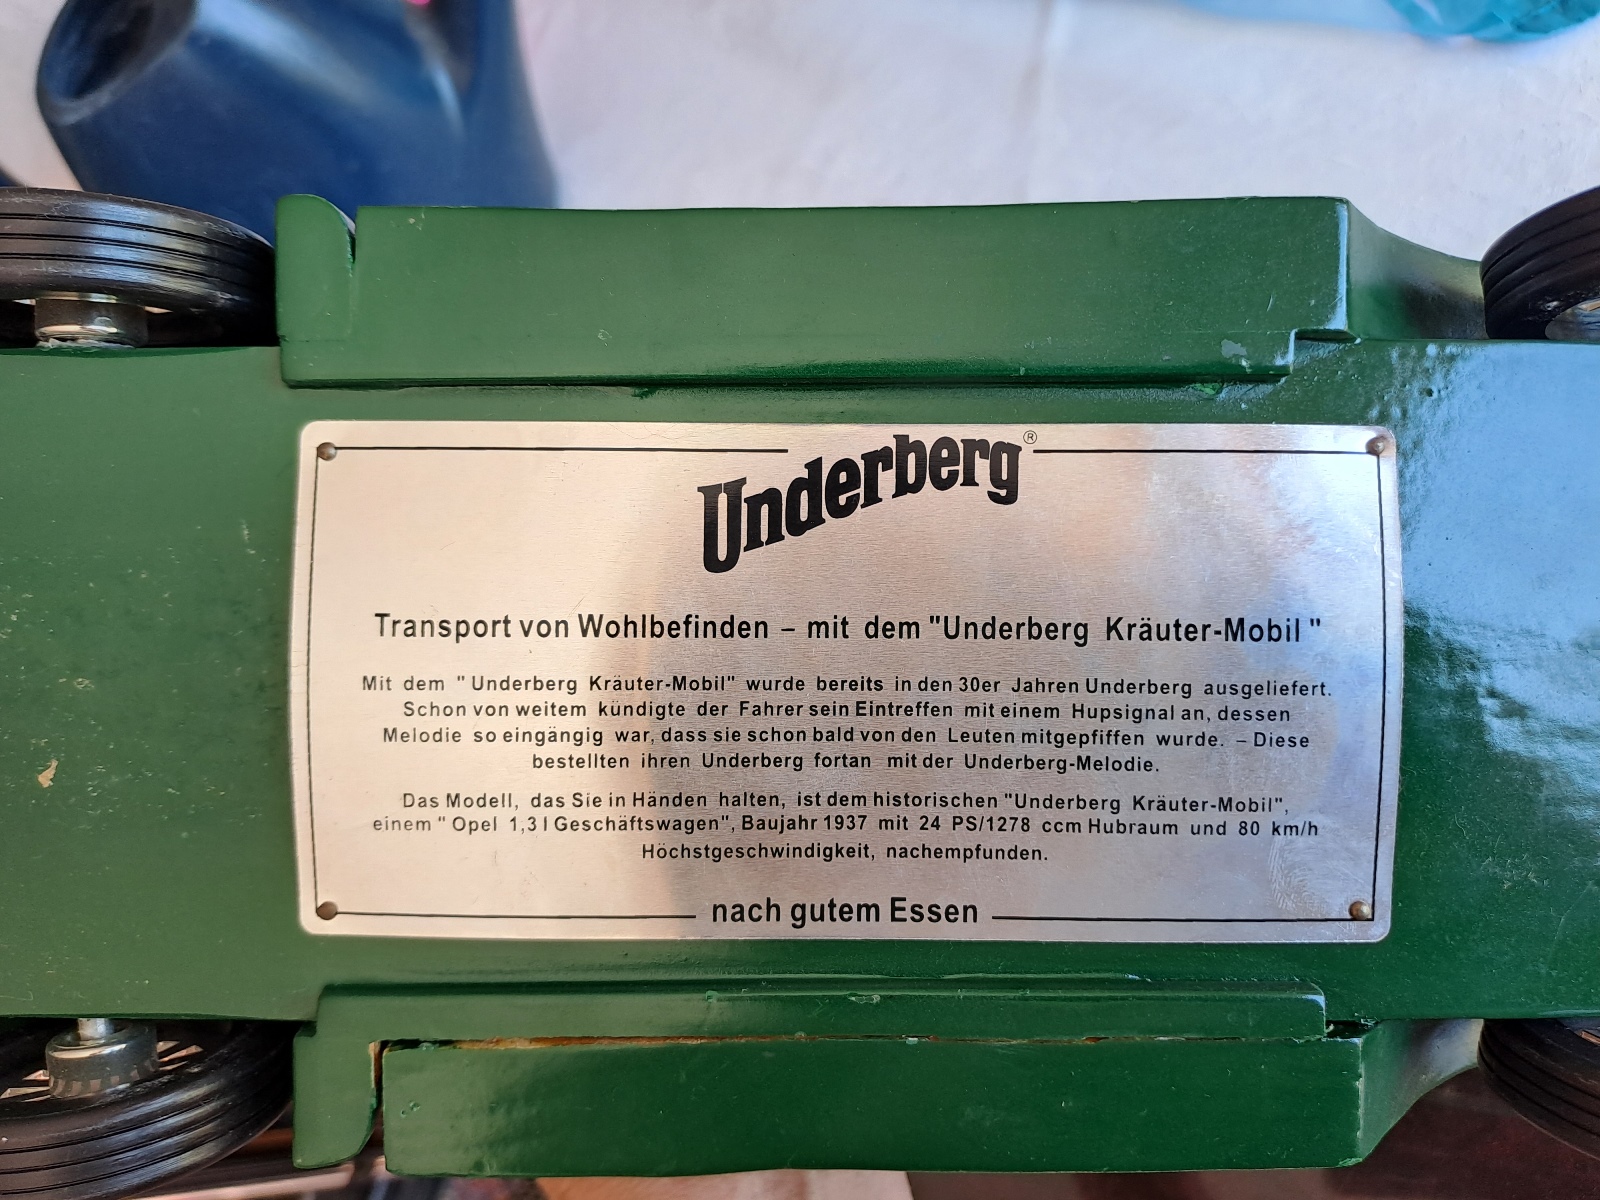 Underberg®
Transport von Wohlbefinden – mit dem "Underberg Kräuter-Mobil "
Mit dem " Underberg Kräuter-Mobil" wurde bereits in den 30er Jahren Underberg ausgeliefert.
Schon von weitem kündigte der Fahrer sein Eintreffen mit einem Hupsignal an, dessen
Melodie so eingängig war, dass sie schon bald von den Leuten mitgepfiffen wurde. – Diese
bestellten ihren Underberg fortan mit der Underberg-Melodie.
Das Modell, das Sie in Händen halten, ist dem historischen "Underberg Kräuter-Mobil",
einem " Opel 1,3 l Geschäftswagen", Baujahr 1937 mit 24 PS/1278 ccm Hubraum und 80 km/h
Höchstgeschwindigkeit, nachempfunden.
nach gutem Essen